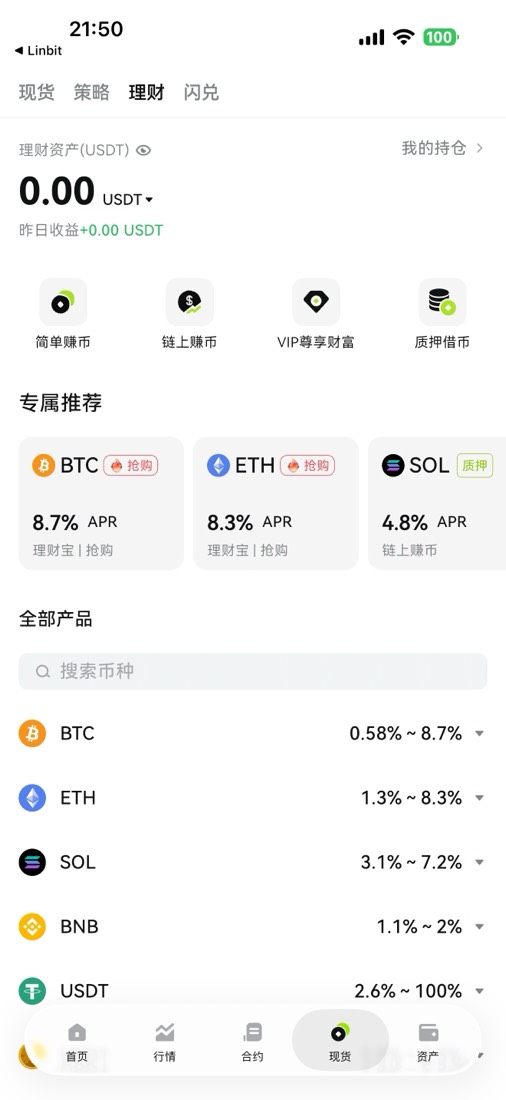 21:50
100
◀ Linbit
现货 策略 理财 闪兑
理财资产(USDT)
我的持仓 >
0.00 USDT
昨日收益+0.00 USDT
简单赚币 链上赚币 VIP尊享财富 质押借币
专属推荐
BTC 抢购
8.7% APR
理财宝 | 抢购
ETH 抢购
8.3% APR
理财宝 | 抢购
SOL 质押
4.8% APR
链上赚币
全部产品
搜索币种
BTC 0.58% ~ 8.7%
ETH 1.3% ~ 8.3%
SOL 3.1% ~ 7.2%
BNB 1.1% ~ 2%
USDT 2.6% ~ 100%
首页 行情 合约 现货 资产